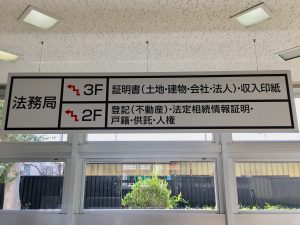 法務局
3F 証明書(土地・建物・会社・法人)・収入印紙
2F 登記(不動産)・法定相続情報証明・
戸籍・供託・人権